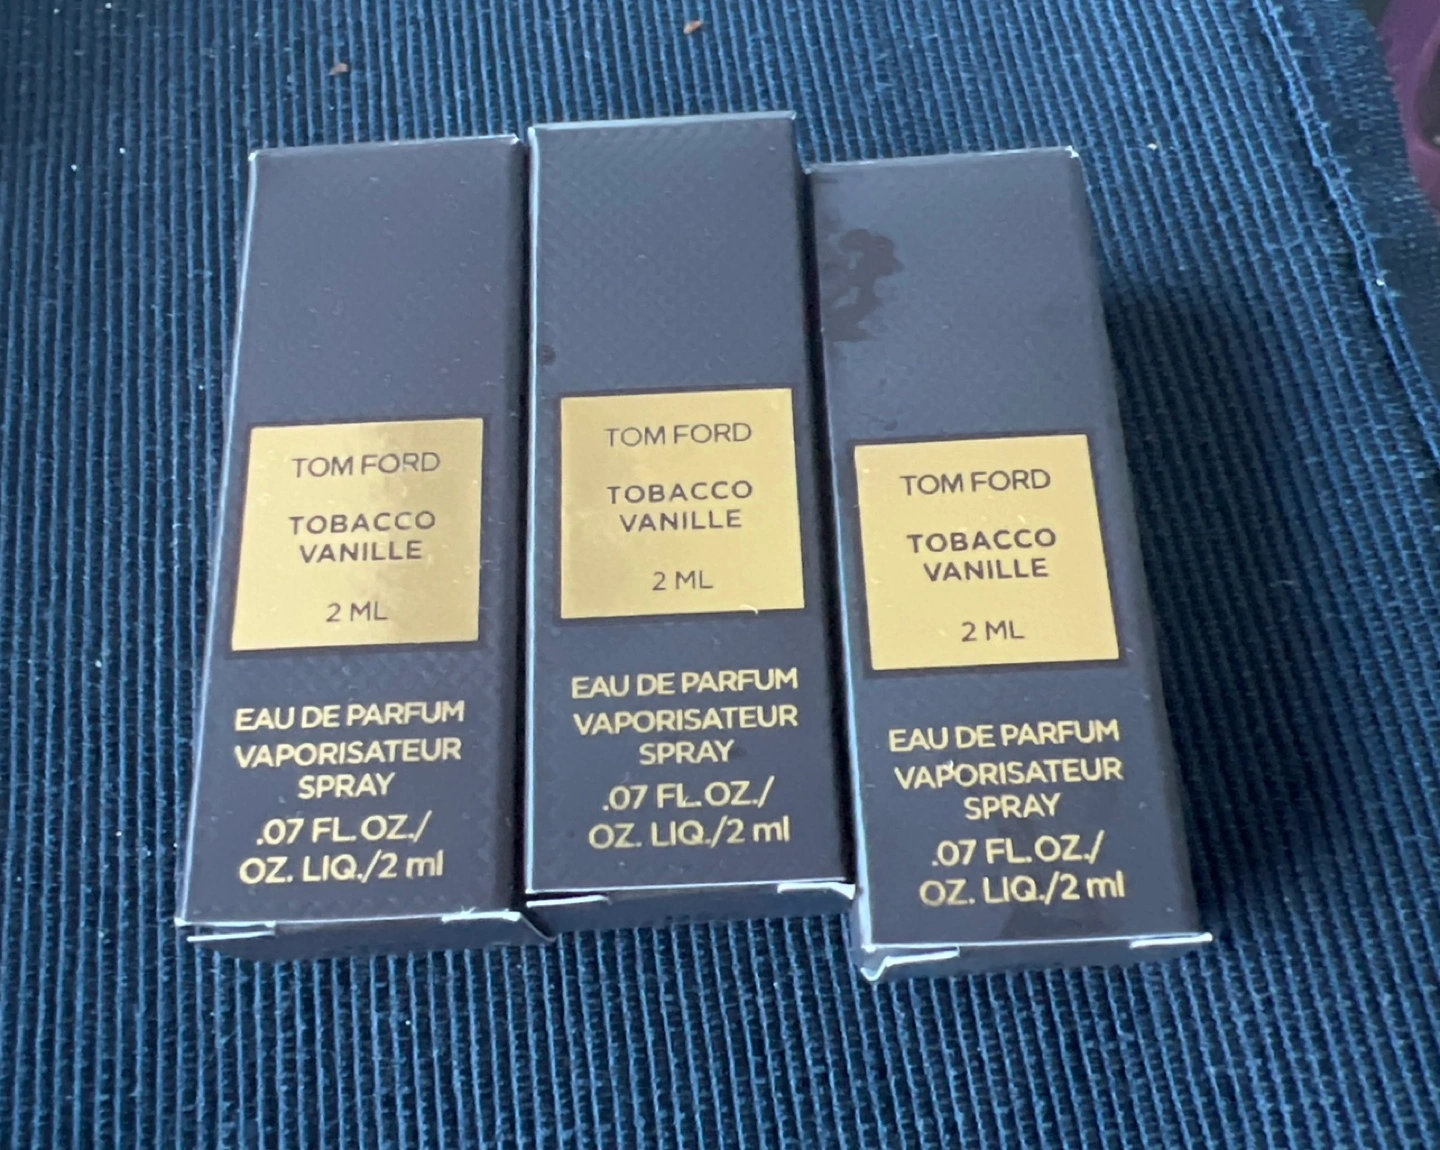 TOM FORD
TOBACCO
VANILLE
2 ML
EAU DE PARFUM
VAPORISATEUR
SPRAY
.07 FL.OZ./
OZ. LIQ./2 ml
TOM FORD
TOBACCO
VANILLE
2 ML
EAU DE PARFUM
VAPORISATEUR
SPRAY
.07 FL.OZ./
OZ. LIQ./2 ml
TOM FORD
TOBACCO
VANILLE
2 ML
EAU DE PARFUM
VAPORISATEUR
SPRAY
.07 FL.OZ./
OZ. LIQ./2 ml